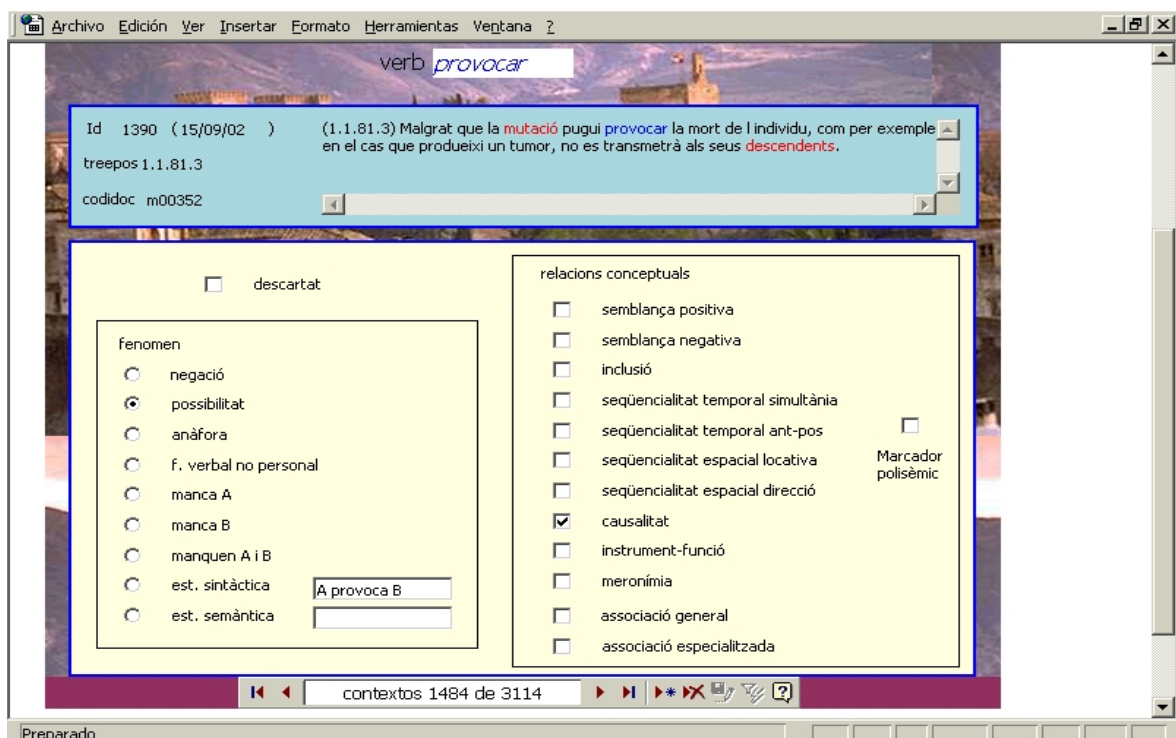 Archivo Edición Ver Insertar Formato Herramientas Ventana ?
verb provocar
Id 1390 (15/09/02 )
treepos 1.1.81.3
codidoc m00352
(1.1.81.3) Malgrat que la mutació pugui provocar la mort de l individu, com per exemple
en el cas que produeixi un tumor, no es transmetrà als seus descendents.
descartat
fenomen
negació
possibilitat
anàfora
f. verbal no personal
manca A
manca B
manquen A i B
est. sintàctica A provoca B
est. semàntica
relacions conceptuals
semblança positiva
semblança negativa
inclusió
seqüencialitat temporal simultània
seqüencialitat temporal ant-pos
seqüencialitat espacial locativa
seqüencialitat espacial direcció
causalitat
instrument-funció
meronímia
associació general
associació especialitzada
Marcador
polisèmic
contextos 1484 de 3114
Preparado